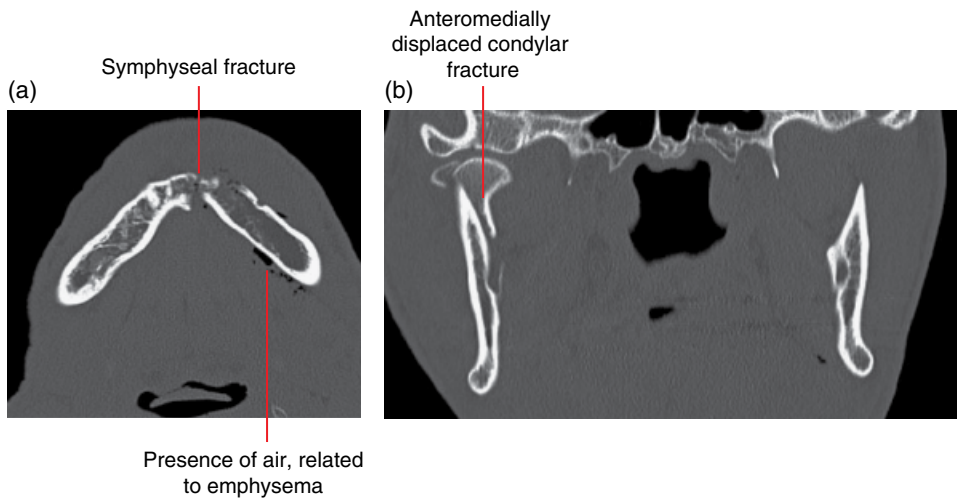 Anteromedially
displaced condylar
fracture
Symphyseal fracture
(a)
(b)
Presence of air, related
to emphysema